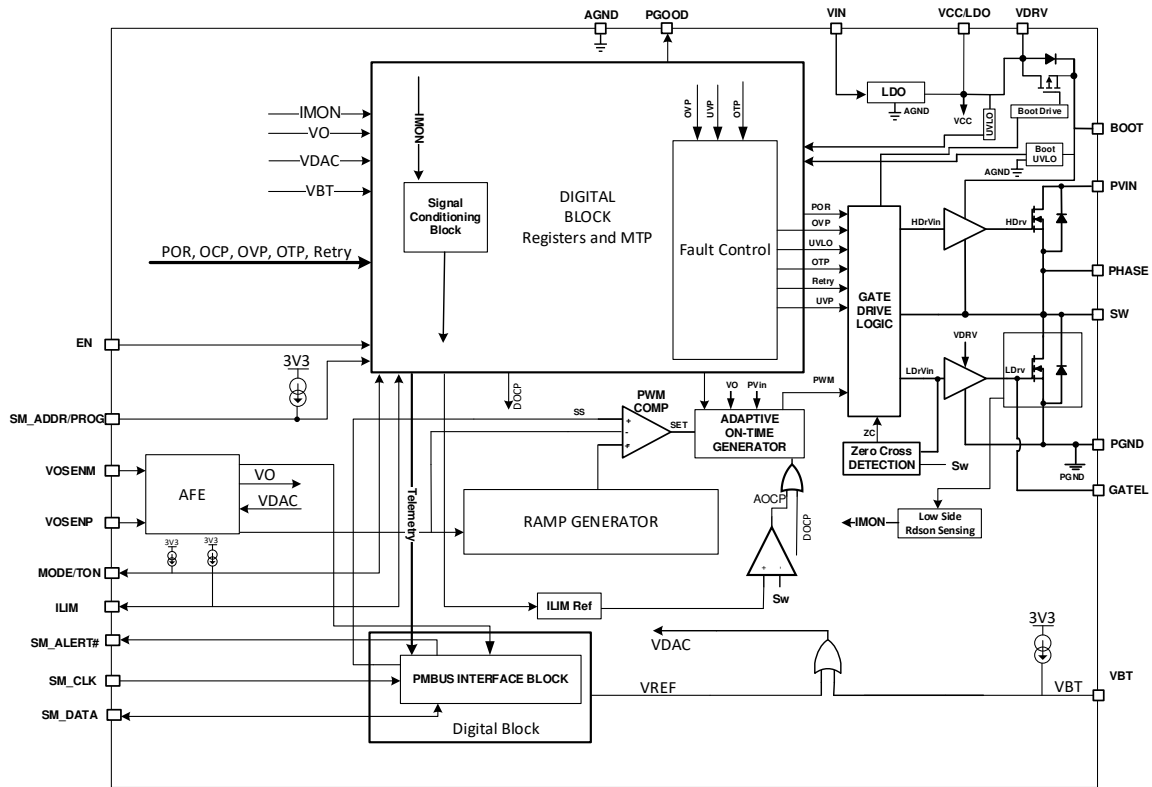 AGND
PGOOD
VIN
VCC/LDO
VDRV
LDO
AGND
VCC
UVLO
Boot Drive
BOOT
Boot
UVLO
AGND
PVIN
IMON
VO
VDAC
VBT
POR, OCP, OVP, OTP, Retry
IMON
Signal
Conditioning
Block
DIGITAL
BLOCK
Registers and MTP
OVP
UVP
OTP
Fault Control
POR
OVP
UVLO
OTP
Retry
UVP
GATE
DRIVE
LOGIC
HDrVin
HDrv
PHASE
SW
EN
3V3
SM_ADDR/PROG
DOCP
VO
PVin
PWM
VDRV
LDrVin
LDrv
SS
PWM
COMP
+
-
+
SET
ADAPTIVE
ON-TIME
GENERATOR
ZC
Zero Cross
DETECTION
Sw
PGND
PGND
GATEL
VOSENM
AFE
VO
VDAC
VOSENP
Telemetry
RAMP GENERATOR
AOCP
DOCP
IMON
Low Side
Rdson Sensing
3V3
3V3
MODE/TON
ILIM
+
-
Sw
ILIM Ref
SM_ALERT#
SM_CLK
SM_DATA
PMBUS INTERFACE BLOCK
Digital Block
VDAC
VREF
3V3
VBT
VBT